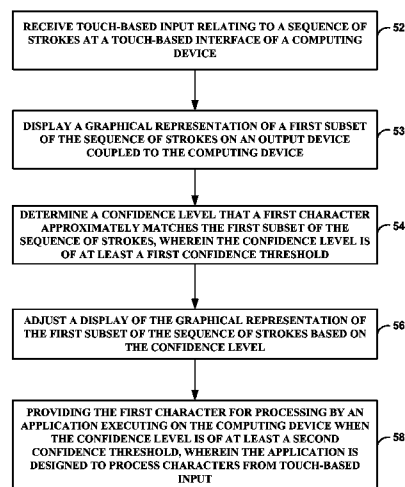 RECEIVE TOUCH-BASED INPUT RELATING TO A SEQUENCE OF
STROKES AT A TOUCH-BASED INTERFACE OF A COMPUTING
DEVICE
52
DISPLAY A GRAPHICAL REPRESENTATION OF A FIRST SUBSET
OF THE SEQUENCE OF STROKES ON AN OUTPUT DEVICE
COUPLED TO THE COMPUTING DEVICE
53
DETERMINE A CONFIDENCE LEVEL THAT A FIRST CHARACTER
APPROXIMATELY MATCHES THE FIRST SUBSET OF THE
SEQUENCE OF STROKES, WHEREIN THE CONFIDENCE LEVEL IS
OF AT LEAST A FIRST CONFIDENCE THRESHOLD
54
ADJUST A DISPLAY OF THE GRAPHICAL REPRESENTATION OF
THE FIRST SUBSET OF THE SEQUENCE OF STROKES BASED ON
THE CONFIDENCE LEVEL
56
PROVIDING THE FIRST CHARACTER FOR PROCESSING BY AN
APPLICATION EXECUTING ON THE COMPUTING DEVICE WHEN
THE CONFIDENCE LEVEL IS OF AT LEAST A SECOND
CONFIDENCE THRESHOLD, WHEREIN THE APPLICATION IS
DESIGNED TO PROCESS CHARACTERS FROM TOUCH-BASED
INPUT
58